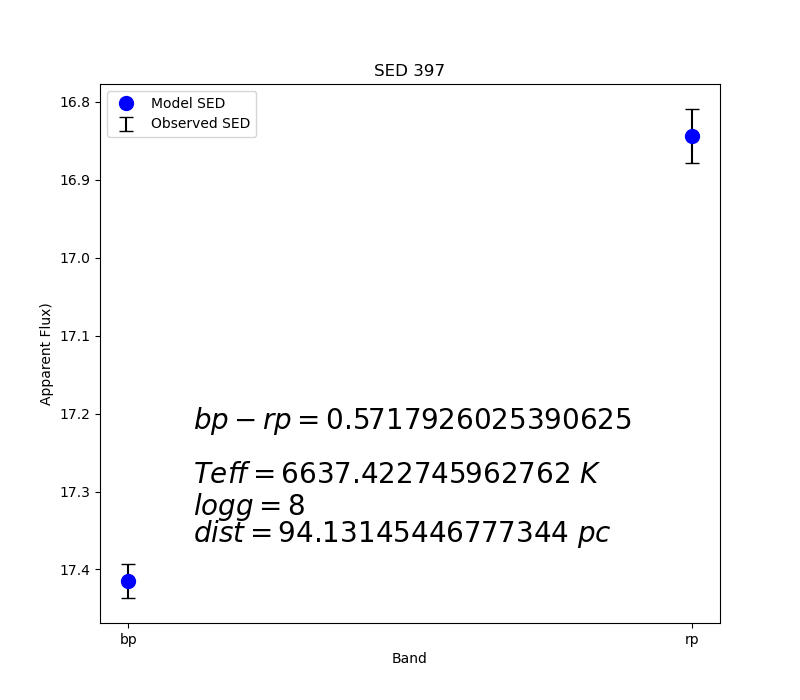 SED 397
Model SED
Observed SED
16.8
16.9
17.0
17.1
17.2
17.3
17.4
Apparent Flux)
bp − rp = 0.5717926025390625
Teff = 6637.422745962762 K
logg = 8
dist = 94.13145446777344 pc
bp
rp
Band